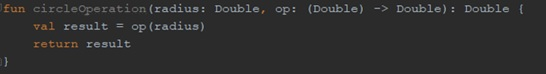 fun circleOperation(radius: Double, op: (Double) -> Double): Double {
    val result = op(radius)
    return result
}